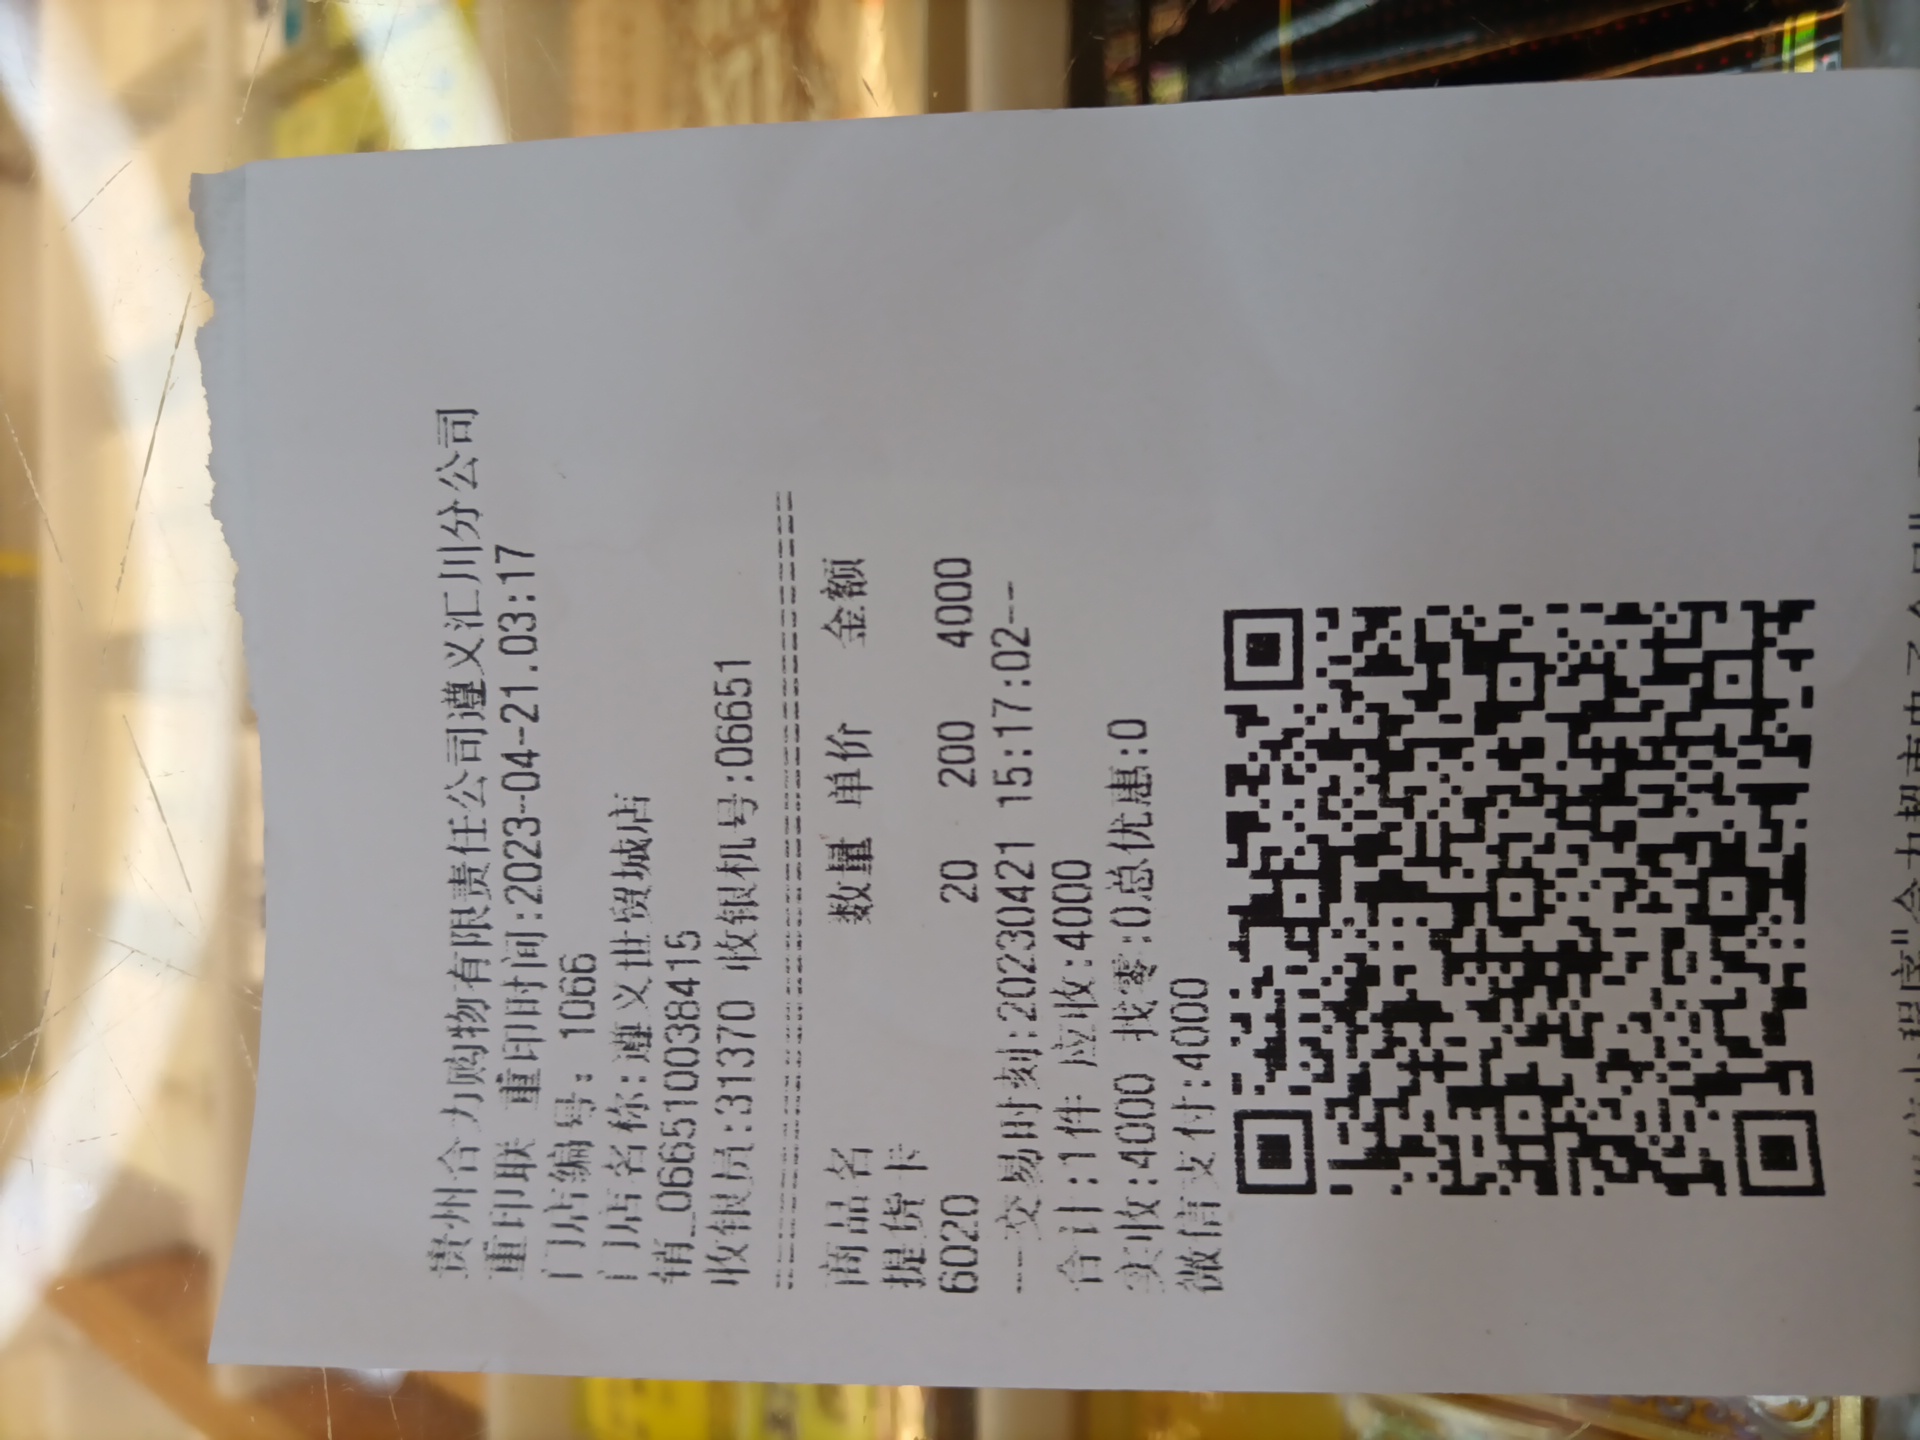 贵州合力购物有限责任公司遵义汇川分公司
重印联 重印时间:2023-04-21.03:17
门店编号: 1066
门店名称:遵义世贸城店
销_066510038415
收银员:31370 收银机号:06651
==========================================
商品名 数量 单价 金额
提货卡
6020 20 200 4000
---交易时刻:20230421 15:17:02--
合计:1件 应收:4000
实收:4000 找零:0总优惠:0
微信支付:4000